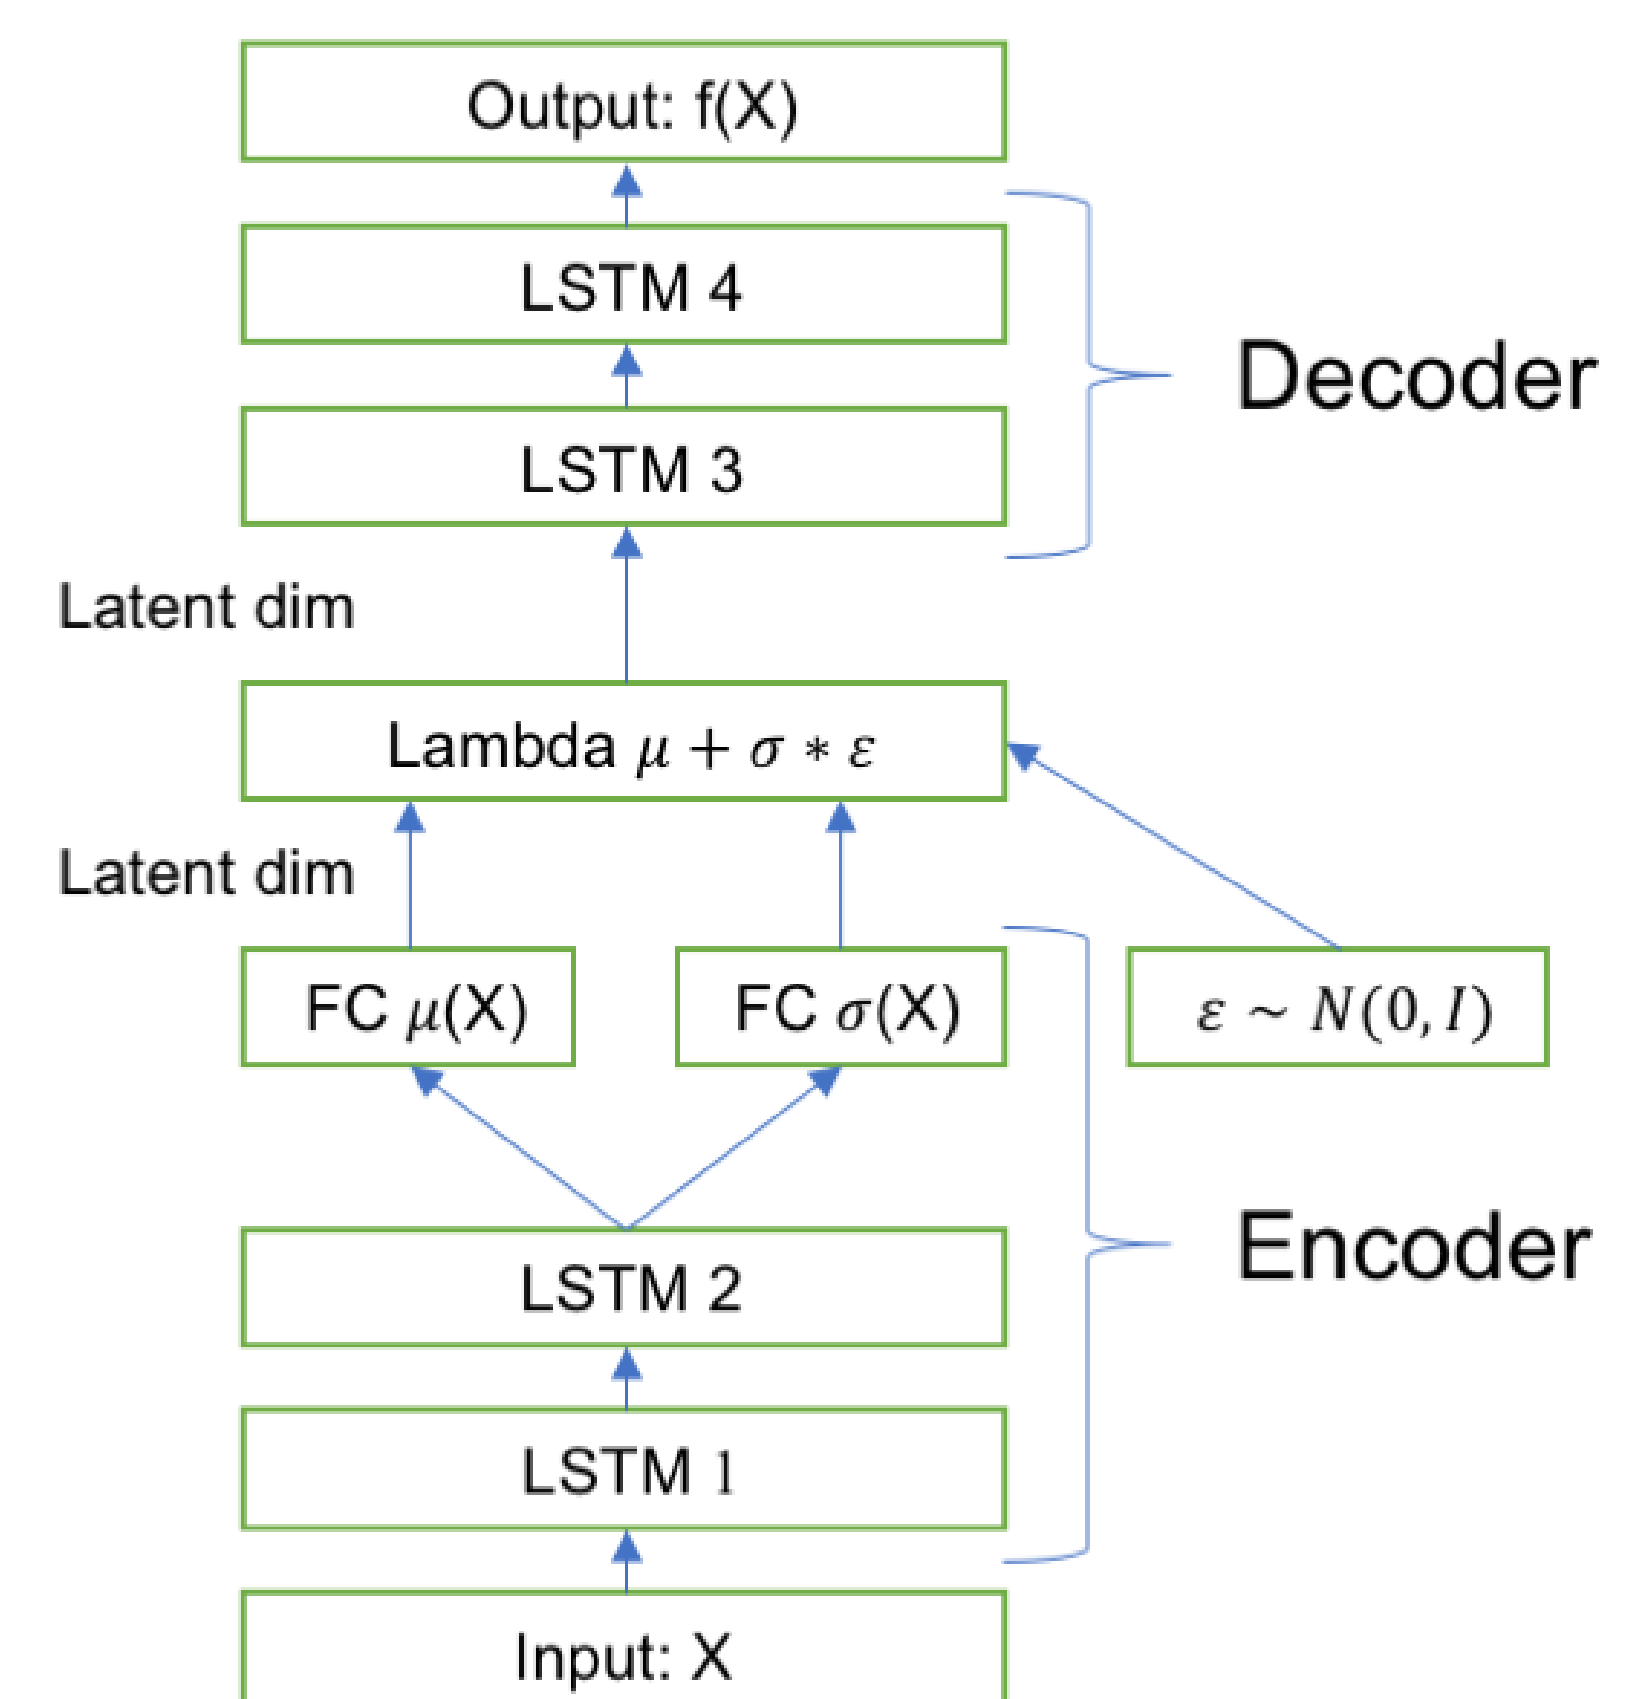 Output: f(X)
LSTM 4
Decoder
LSTM 3
Latent dim
Lambda μ + σ * ε
Latent dim
FC μ(X)
FC σ(X)
ε ~ N(0, I)
LSTM 2
Encoder
LSTM 1
Input: X